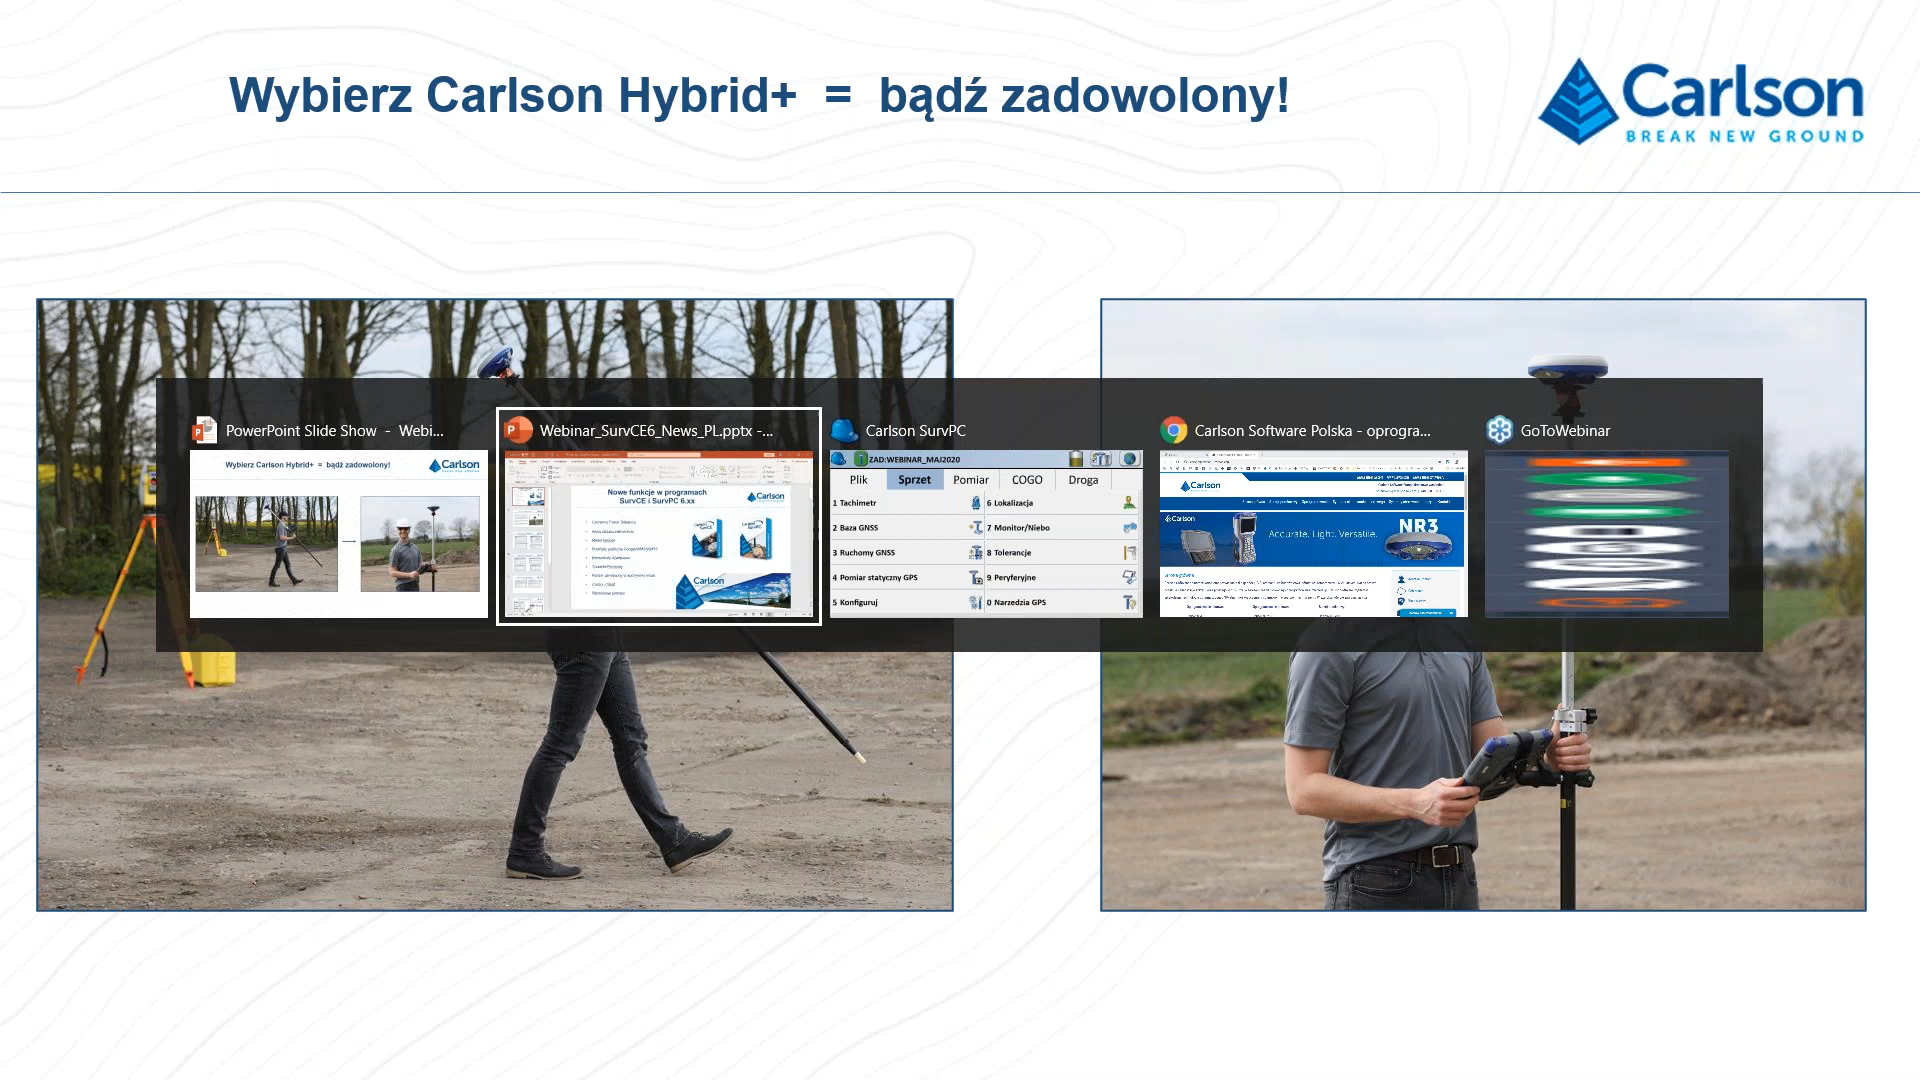 Wybierz Carlson Hybrid+ = bądź zadowolony!
Carlson
BREAK NEW GROUND
PowerPoint Slide Show - Webi...
Webinar_SurvCE6_News_PL.pptx -...
Carlson SurvPC
Carlson Software Polska - oprogra...
GoToWebinar
Wybierz Carlson Hybrid+ = bądź zadowolony!
Carlson
Nowe funkcje w programach
SurvCE i SurvPC 6.xx
Carlson
Carlson
ZAD:WEBINAR_MAJ2020
Plik Sprzet Pomiar COGO Droga
1 Tachimetr 6 Lokalizacja
2 Baza GNSS 7 Monitor/Niebo
3 Ruchomy GNSS 8 Tolerancje
4 Pomiar statyczny GPS 9 Peryferyjne
5 Konfiguruj 0 Narzedzia GPS
Carlson
Carlson
NR3
Accurate. Light. Versatile.